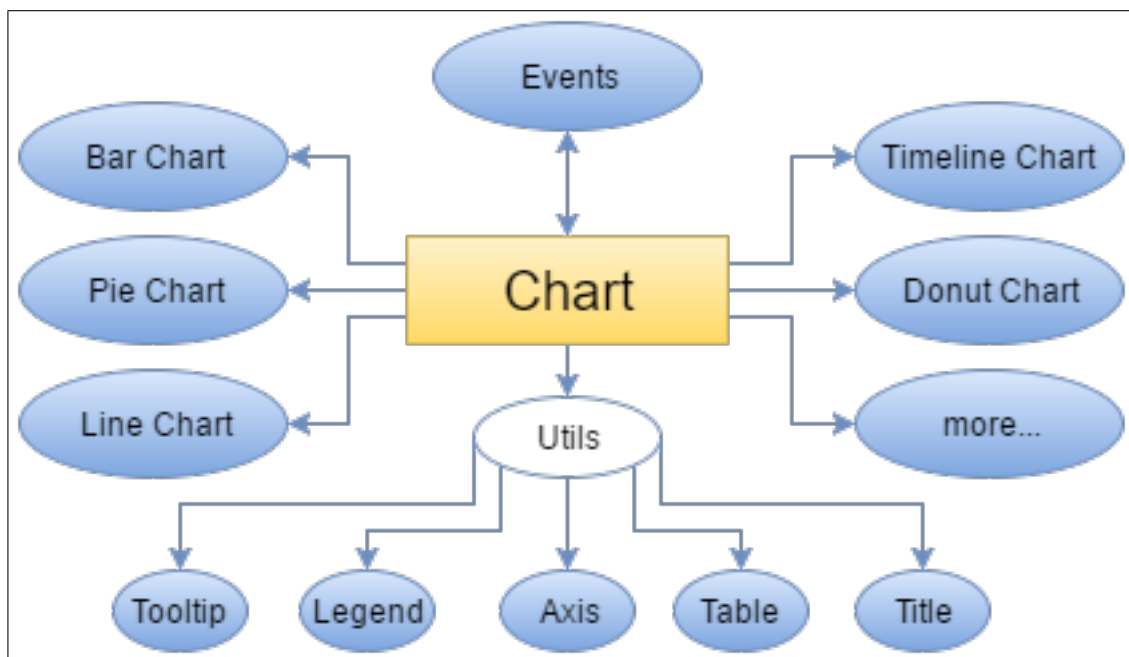 Events
Bar Chart
Timeline Chart
Chart
Pie Chart
Donut Chart
Line Chart
Utils
more...
Tooltip
Legend
Axis
Table
Title